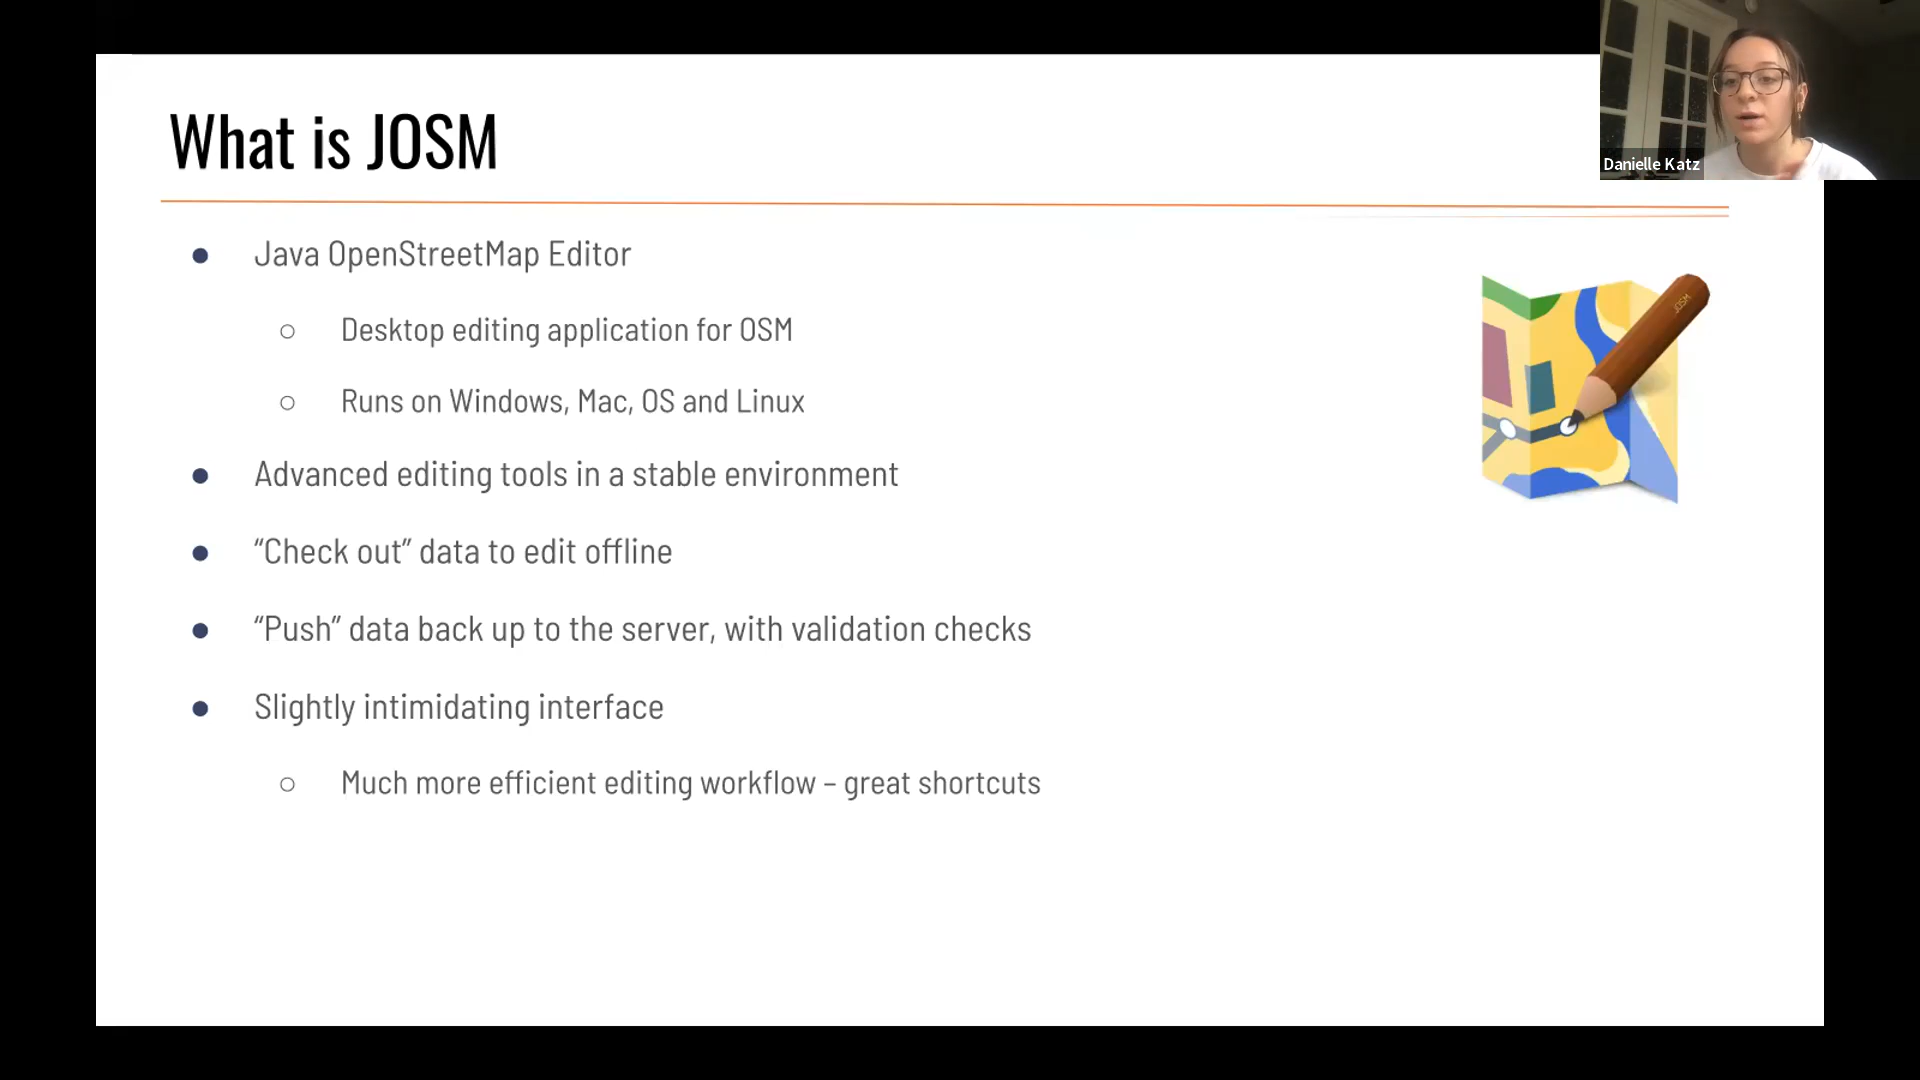 What is JOSM
Danielle Katz
● Java OpenStreetMap Editor
○ Desktop editing application for OSM
○ Runs on Windows, Mac, OS and Linux
● Advanced editing tools in a stable environment
● “Check out” data to edit offline
● “Push” data back up to the server, with validation checks
● Slightly intimidating interface
○ Much more efficient editing workflow – great shortcuts
JOSM